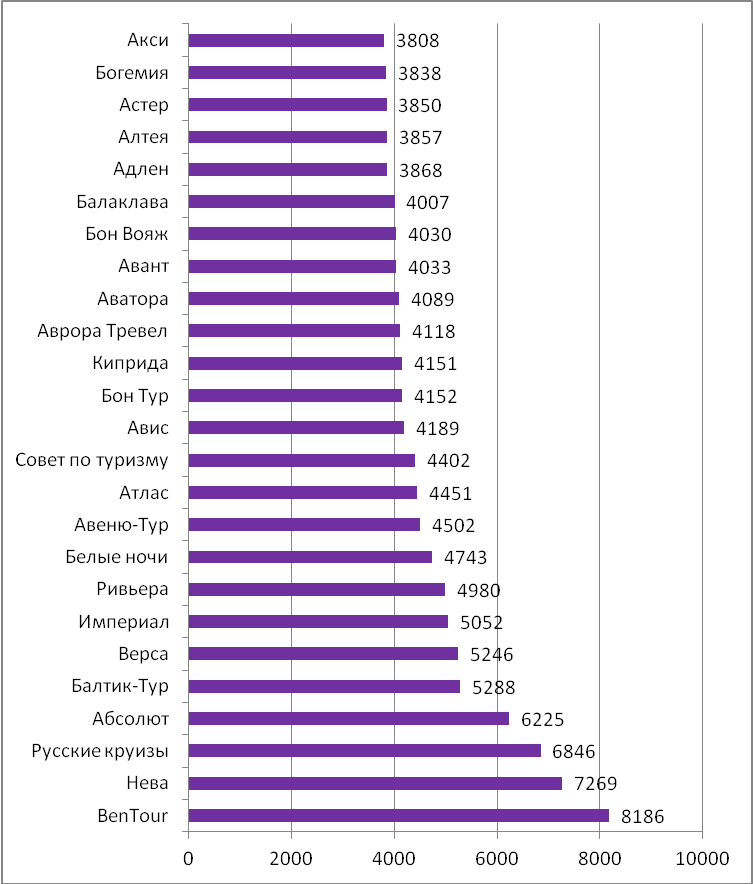 Акси 3808
Богемия 3838
Астер 3850
Алтея 3857
Адлен 3868
Балаклава 4007
Бон Вояж 4030
Авант 4033
Аватора 4089
Аврора Тревел 4118
Киприда 4151
Бон Тур 4152
Авис 4189
Совет по туризму 4402
Атлас 4451
Авеню-Тур 4502
Белые ночи 4743
Ривьера 4980
Империал 5052
Верса 5246
Балтик-Тур 5288
Абсолют 6225
Русские круизы 6846
Нева 7269
BenTour 8186
0 2000 4000 6000 8000 10000